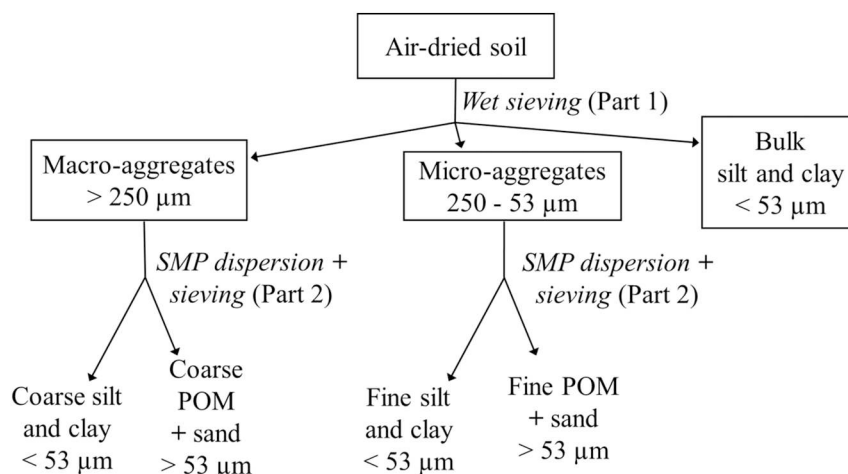 Air-dried soil
Wet sieving (Part 1)
Macro-aggregates
> 250 µm
Micro-aggregates
250 - 53 µm
Bulk
silt and clay
< 53 µm
SMP dispersion +
sieving (Part 2)
SMP dispersion +
sieving (Part 2)
Coarse silt
and clay
< 53 µm
Coarse
POM
+ sand
> 53 µm
Fine silt
and clay
< 53 µm
Fine POM
+ sand
> 53 µm